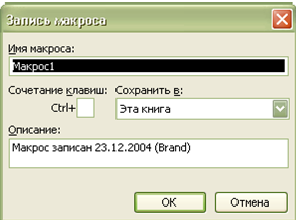 Запись макроса
Имя макроса:
Макрос1
Сочетание клавиш: Сохранить в:
Ctrl+ Эта книга
Описание:
Макрос записан 23.12.2004 (Brand)
ОК Отмена